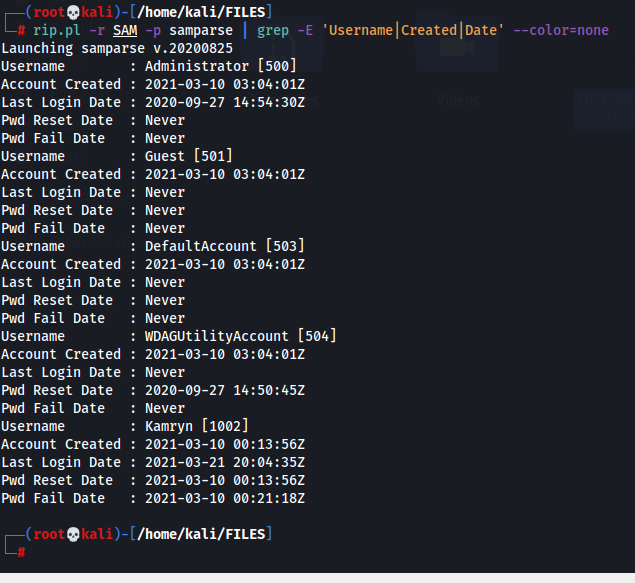 ┌──(root💀kali)-[/home/kali/FILES]
└─# rip.pl -r SAM -p samparse | grep -E 'Username|Created|Date' --color=none
Launching samparse v.20200825
Username        : Administrator [500]
Account Created : 2021-03-10 03:04:01Z
Last Login Date : 2020-09-27 14:54:30Z
Pwd Reset Date  : Never
Pwd Fail Date   : Never
Username        : Guest [501]
Account Created : 2021-03-10 03:04:01Z
Last Login Date : Never
Pwd Reset Date  : Never
Pwd Fail Date   : Never
Username        : DefaultAccount [503]
Account Created : 2021-03-10 03:04:01Z
Last Login Date : Never
Pwd Reset Date  : Never
Pwd Fail Date   : Never
Username        : WDAGUtilityAccount [504]
Account Created : 2021-03-10 03:04:01Z
Last Login Date : Never
Pwd Reset Date  : 2020-09-27 14:50:45Z
Pwd Fail Date   : Never
Username        : Kamryn [1002]
Account Created : 2021-03-10 00:13:56Z
Last Login Date : 2021-03-21 20:04:35Z
Pwd Reset Date  : 2021-03-10 00:13:56Z
Pwd Fail Date   : 2021-03-10 00:21:18Z
┌──(root💀kali)-[/home/kali/FILES]
└─#
Videos